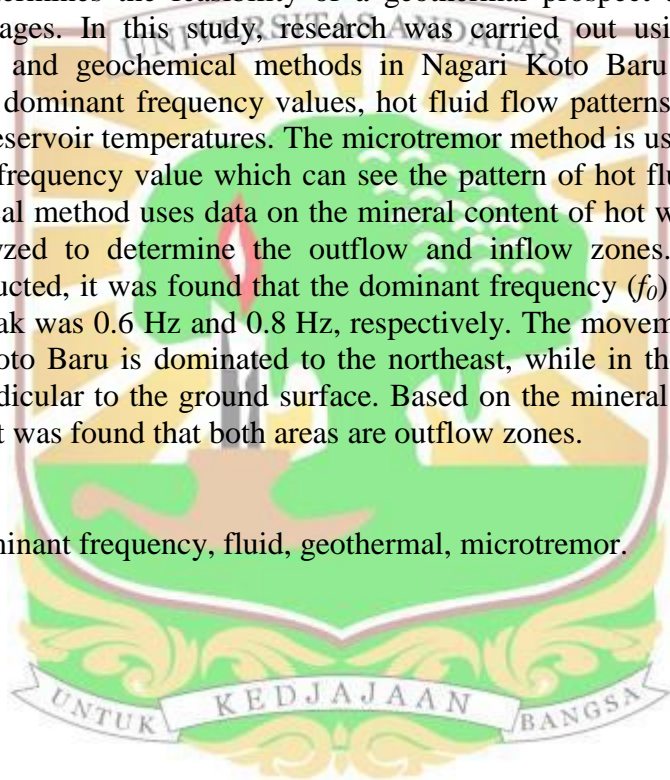 the feasibility of a geothermal prospect
ages. In this study, research was carried out usi
UNIVERSITAS ANDALAS
and geochemical methods in Nagari Koto Baru
dominant frequency values, hot fluid flow patterns
eservoir temperatures. The microtremor method is us
frequency value which can see the pattern of hot flu
al method uses data on the mineral content of hot w
yzed to determine the outflow and inflow zones.
ucted, it was found that the dominant frequency (f₀)
ak was 0.6 Hz and 0.8 Hz, respectively. The movem
oto Baru is dominated to the northeast, while in th
dicular to the ground surface. Based on the mineral
t was found that both areas are outflow zones.
minant frequency, fluid, geothermal, microtremor.
UNTUK KEDJAJAAN BANGSA